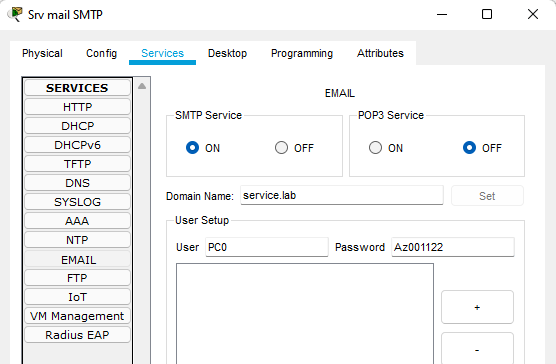 Srv mail SMTP
Physical Config Services Desktop Programming Attributes
SERVICES
HTTP
DHCP
DHCPv6
TFTP
DNS
SYSLOG
AAA
NTP
EMAIL
FTP
IoT
VM Management
Radius EAP
EMAIL
SMTP Service POP3 Service
ON OFF ON OFF
Domain Name: service.lab Set
User Setup
User PC0 Password Az001122
+
-